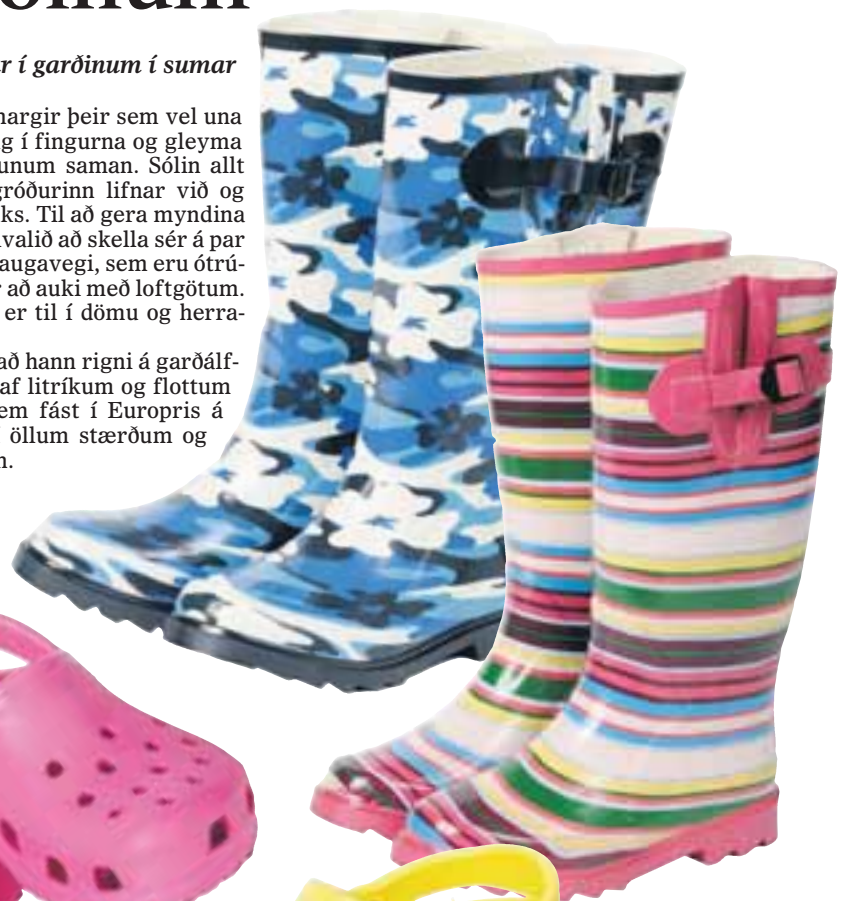 r í garðinum í sumar
nargir þeir sem vel una
g í fingurna og gleyma
unum saman. Sólin allt
gróðurinn lifnar við og
ks. Til að gera myndina
valið að skella sér á par
augavegi, sem eru ótrú-
r að auki með loftgötum.
er til í dömu og herra-
að hann rigni á garðálf-
af litríkum og flottum
em fást í Europris á
öllum stærðum og